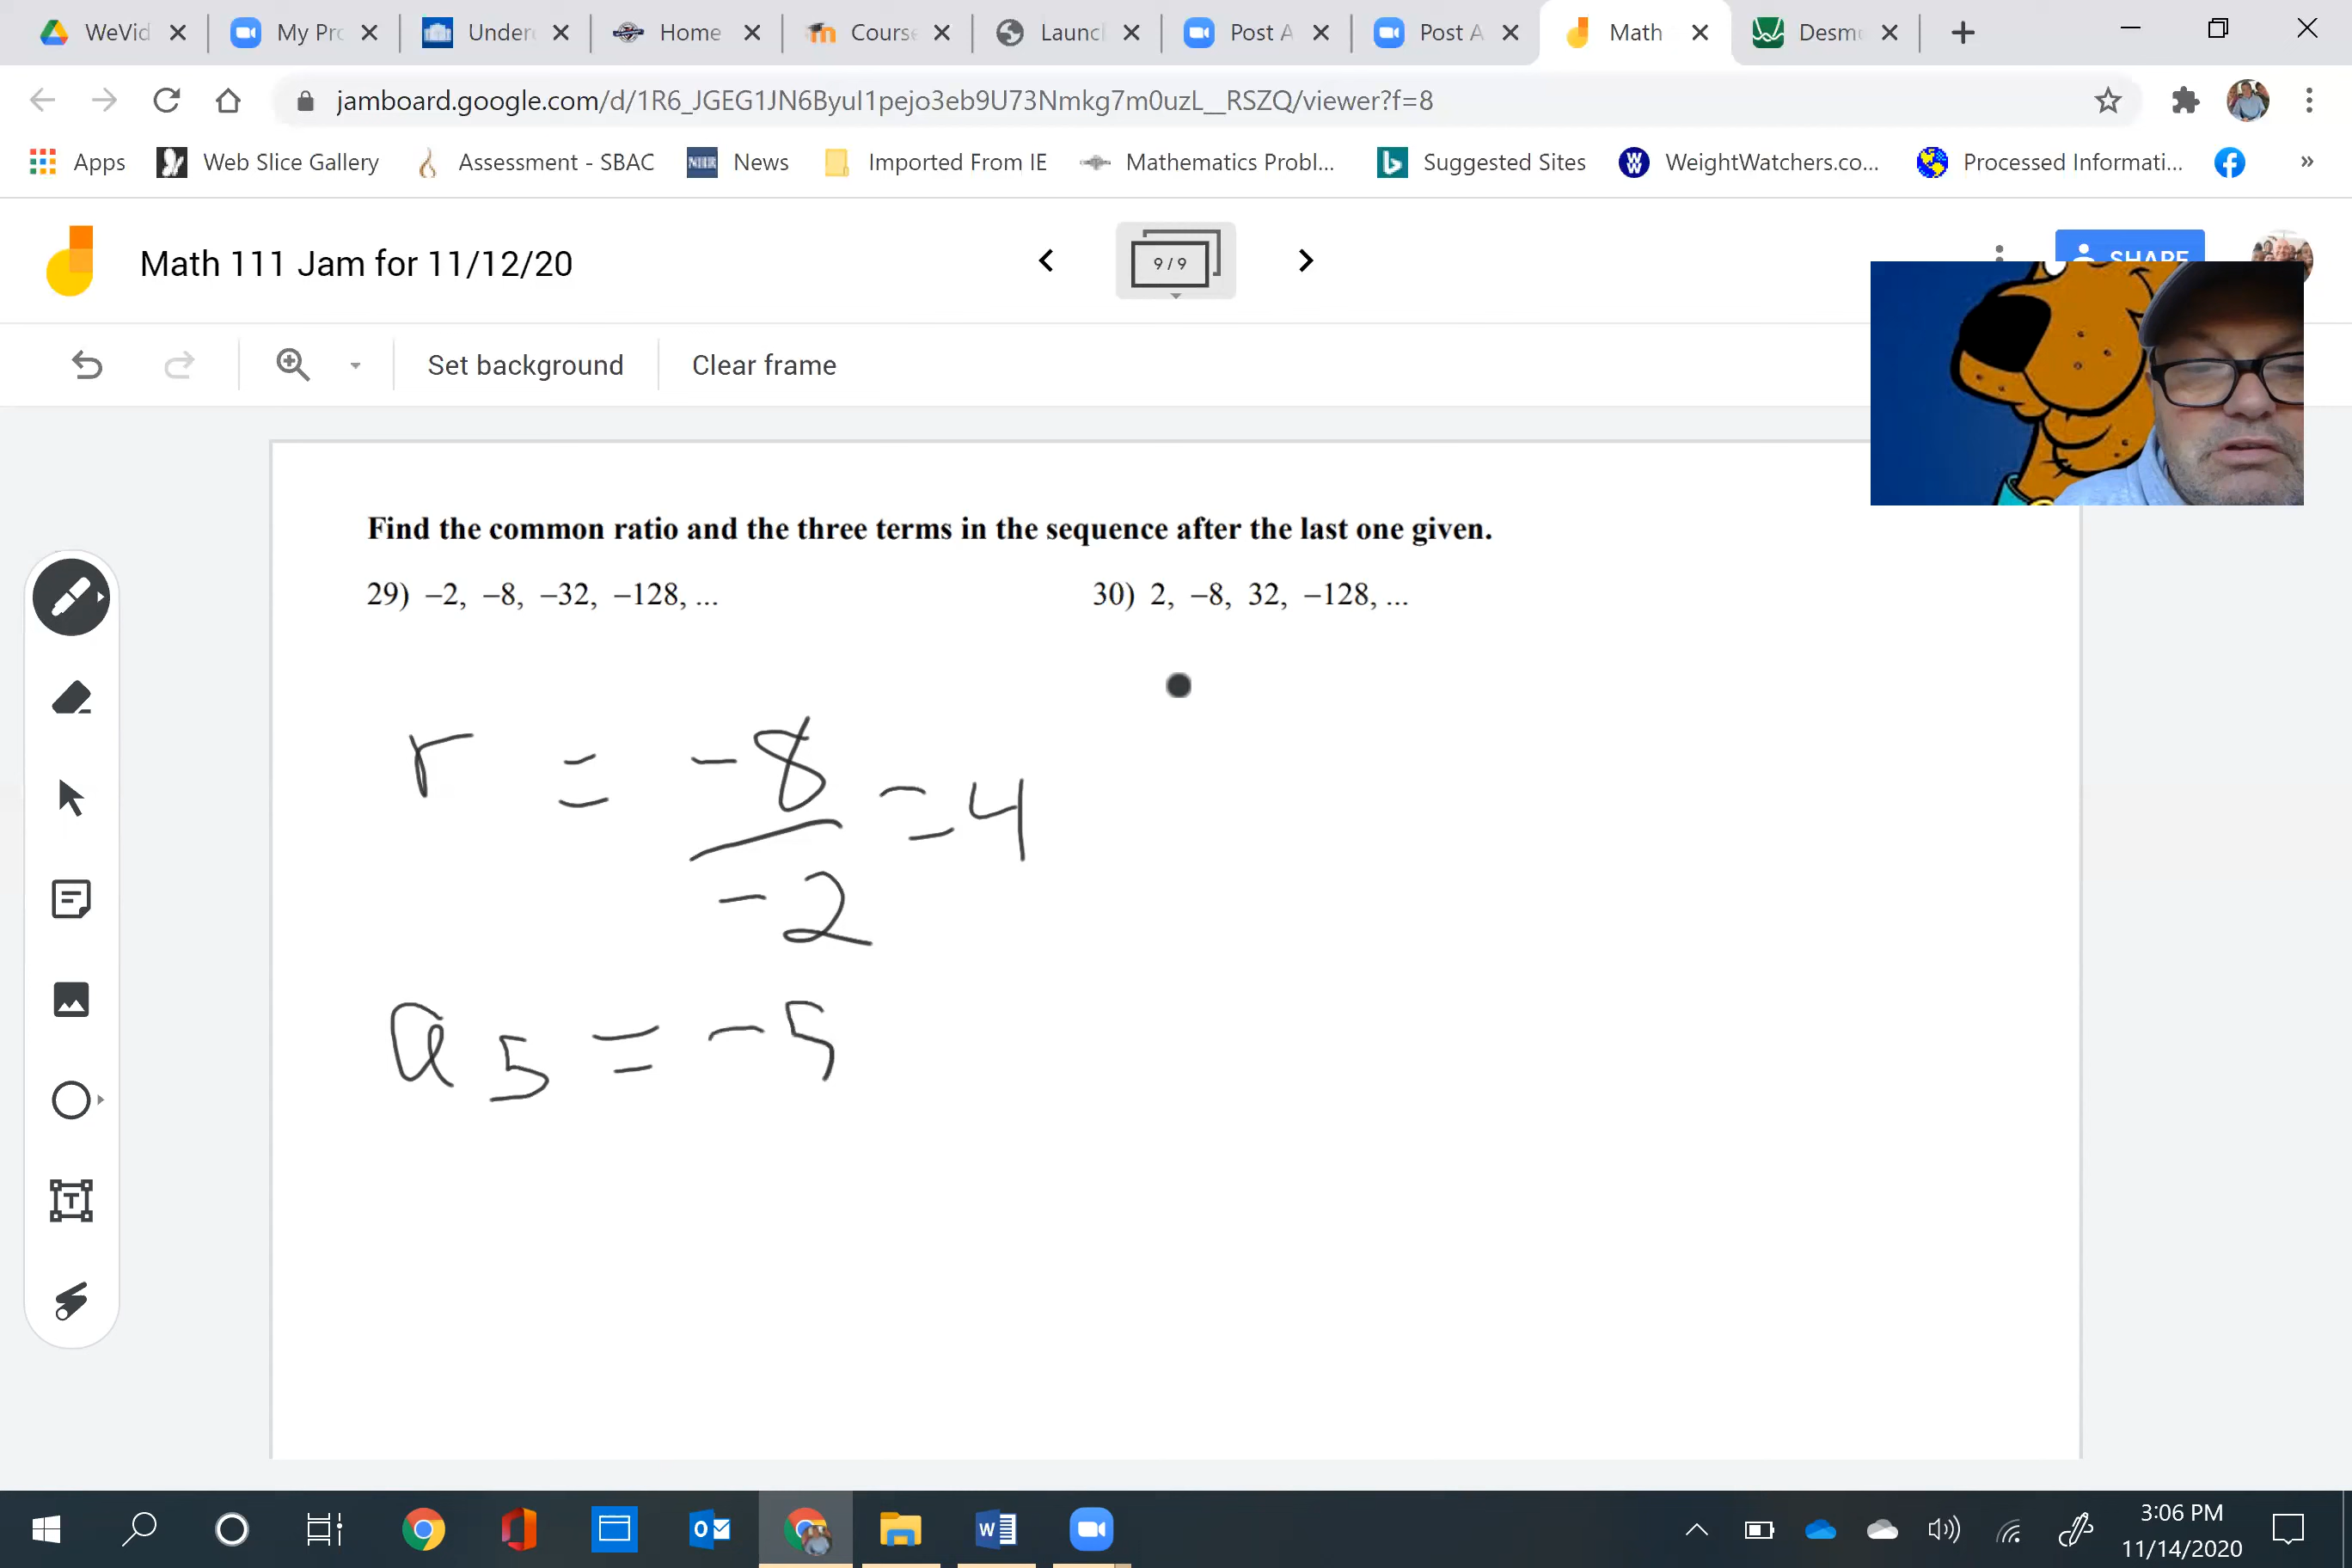 WeVid
My Pro
Under
Home
Course
Launc
Post A
Post A
Math
Desmo
jamboard.google.com/d/1R6_JGEG1JN6ByuI1pejo3eb9U73Nmkg7m0uzL__RSZQ/viewer?f=8
Apps
Web Slice Gallery
Assessment - SBAC
News
Imported From IE
Mathematics Probl...
Suggested Sites
WeightWatchers.co...
Processed Informati...
»
Math 111 Jam for 11/12/20
9 / 9
SHARE
Set background
Clear frame
Find the common ratio and the three terms in the sequence after the last one given.
29) –2, –8, –32, –128, ...
30) 2, –8, 32, –128, ...
r = -8
= 4
-2
a 5 = -5
3:06 PM
11/14/2020